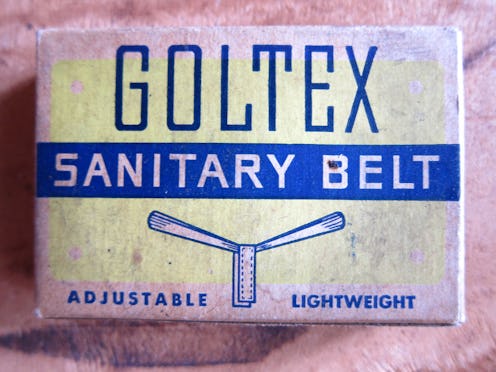 GOLTEX
SANITARY BELT
ADJUSTABLE LIGHTWEIGHT